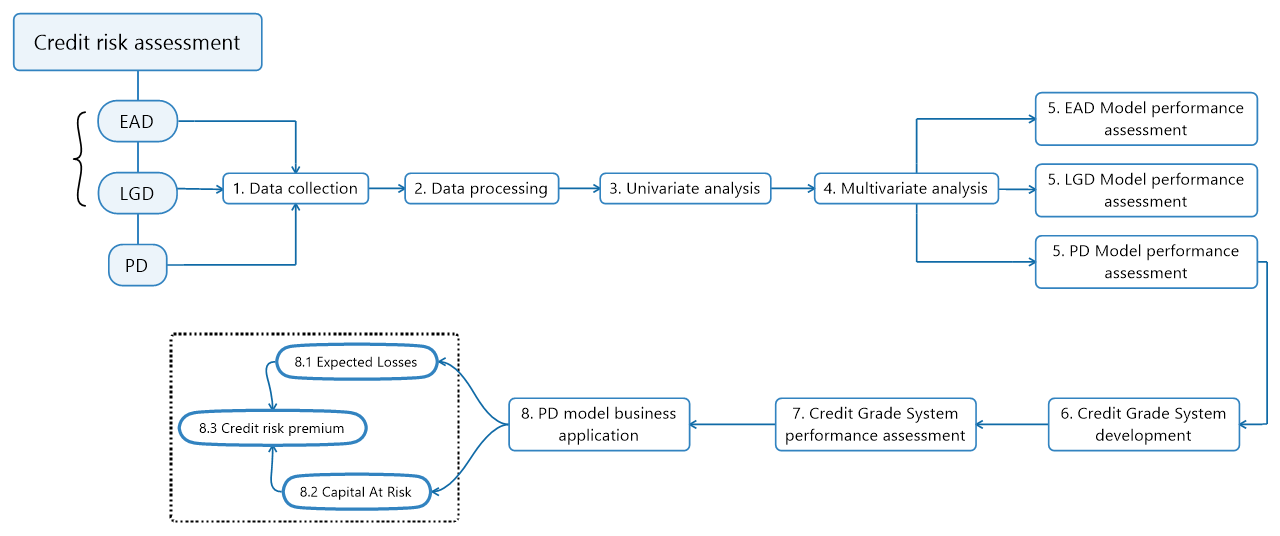 Credit risk assessment
EAD
LGD
PD
1. Data collection
2. Data processing
3. Univariate analysis
4. Multivariate analysis
5. EAD Model performance
assessment
5. LGD Model performance
assessment
5. PD Model performance
assessment
6. Credit Grade System
development
7. Credit Grade System
performance assessment
8. PD model business
application
8.1 Expected Losses
8.3 Credit risk premium
8.2 Capital At Risk